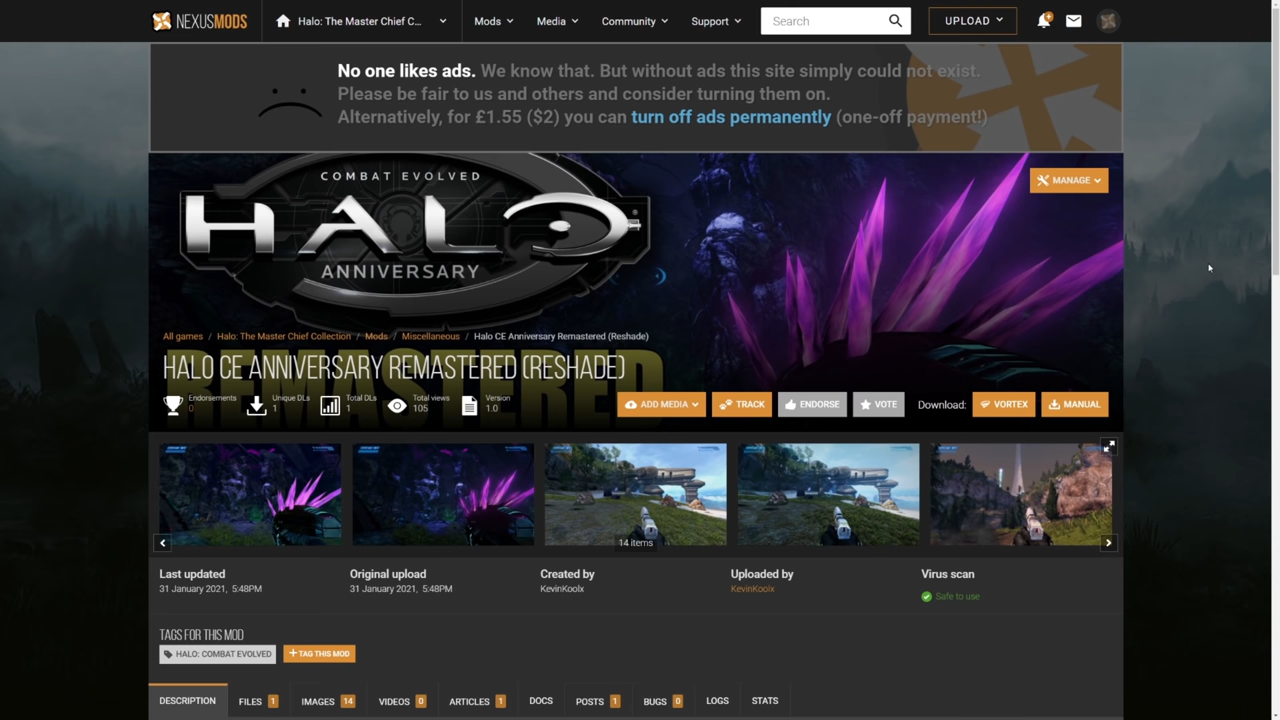 NEXUSMODS
Halo: The Master Chief C...
Mods
Media
Community
Support
Search
UPLOAD
No one likes ads. We know that. But without ads this site simply could not exist.
Please be fair to us and others and consider turning them on.
Alternatively, for £1.55 ($2) you can turn off ads permanently (one-off payment!)
COMBAT EVOLVED
HALO
ANNIVERSARY
MANAGE
All games / Halo: The Master Chief Collection / Mods / Miscellaneous / Halo CE Anniversary Remastered (Reshade)
REMASTERED
HALO CE ANNIVERSARY REMASTERED (RESHADE)
Endorsements
0
Unique DLs
1
Total DLs
1
Total views
105
Version
1.0
ADD MEDIA
TRACK
ENDORSE
VOTE
Download:
VORTEX
MANUAL
14 items
Last updated
31 January 2021, 5:48PM
Original upload
31 January 2021, 5:48PM
Created by
KevinKoolx
Uploaded by
KevinKoolx
Virus scan
Safe to use
TAGS FOR THIS MOD
HALO: COMBAT EVOLVED
+ TAG THIS MOD
DESCRIPTION
FILES 1
IMAGES 14
VIDEOS 0
ARTICLES 1
DOCS
POSTS 1
BUGS 0
LOGS
STATS